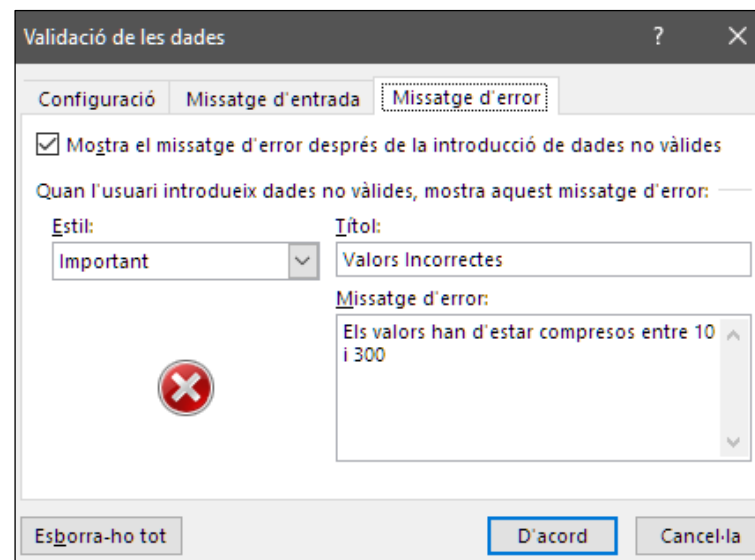 Validació de les dades ? ×
Configuració Missatge d'entrada Missatge d'error
Mostra el missatge d'error després de la introducció de dades no vàlides
Quan l'usuari introdueix dades no vàlides, mostra aquest missatge d'error:
Estil: Títol:
Important Valors Incorrectes
Missatge d'error:
Els valors han d'estar compresos entre 10
i 300
Esborra-ho tot D'acord Cancel·la